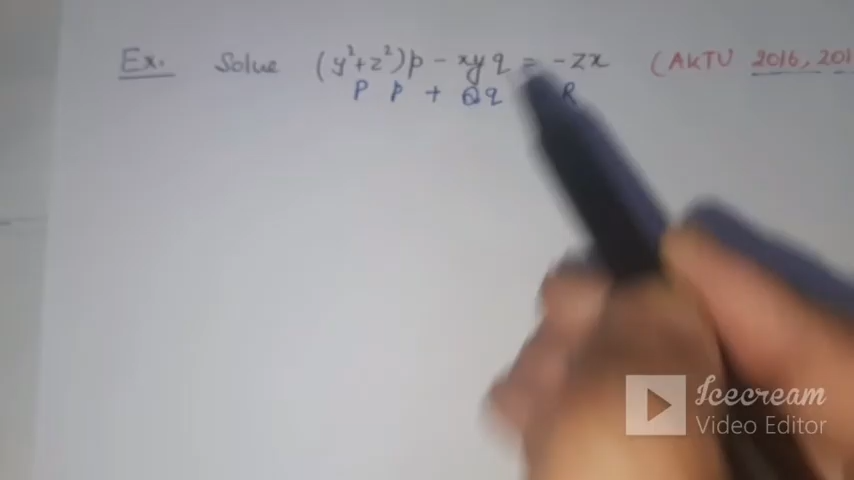 Ex. Solve (y²+z²)p - xyq = -zx (AKTU 2016, 201
P p + Qq R
Icecream
Video Editor